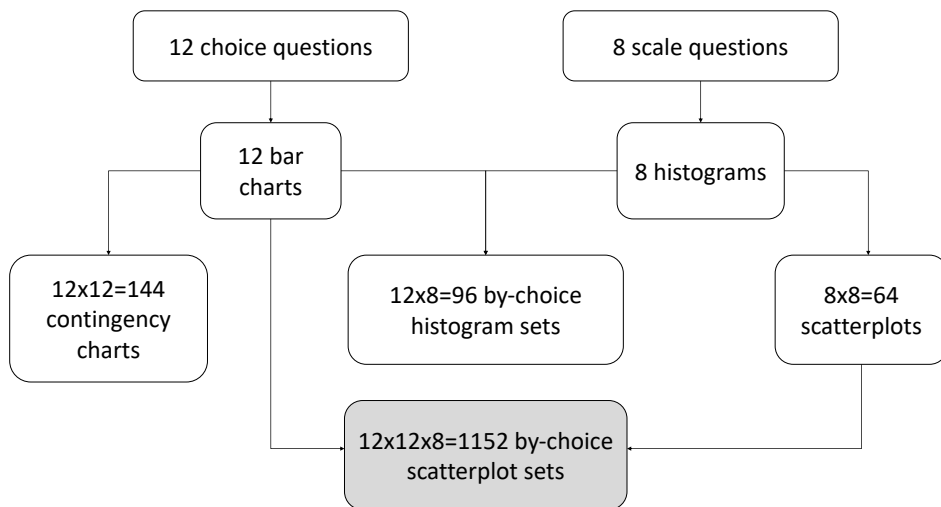 12 choice questions
8 scale questions
12 bar
charts
8 histograms
12x12=144
contingency
charts
12x8=96 by-choice
histogram sets
8x8=64
scatterplots
12x12x8=1152 by-choice
scatterplot sets